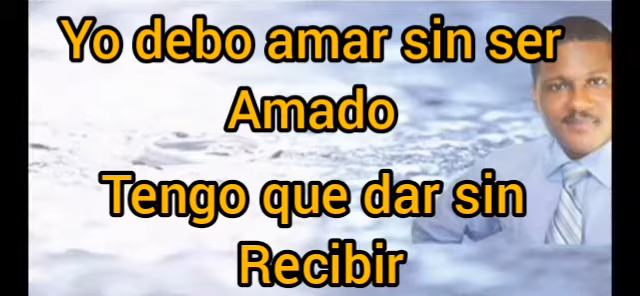 Yo debo amar sin ser
Amado
Tengo que dar sin
Recibir